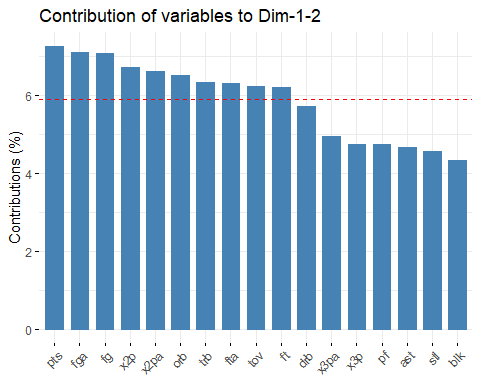 Contribution of variables to Dim-1-2
Contributions (%)
6
4
2
0
pts
fga
fg
x2p
x2pa
orb
trb
fta
tov
ft
drb
x3pa
x3p
pf
ast
stl
blk